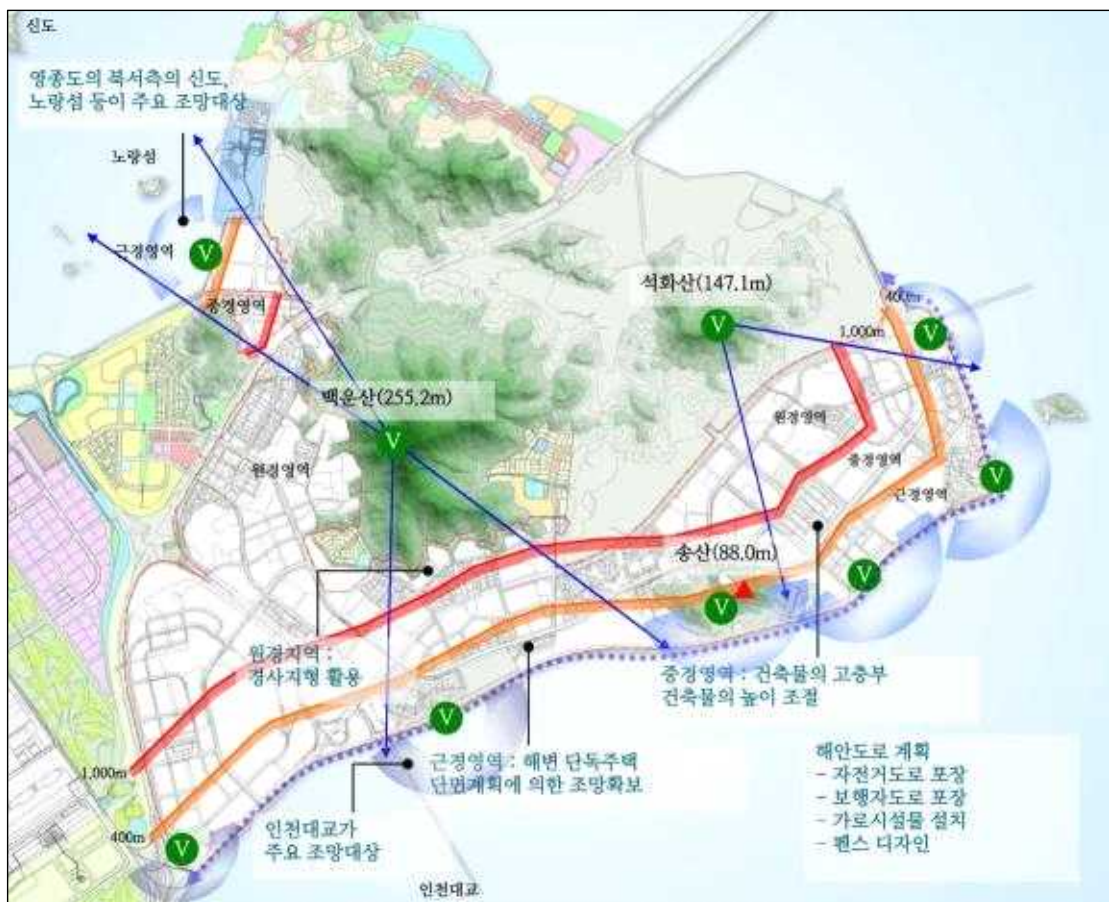 신도
영종도의 북서측의 신도,
노랑섬 등이 주요 조망대상
노랑섬
근경영역
V
중경영역
석화산(147.1m)
V
400m
1,000m
V
백운산(255.2m)
V
원경영역
원경영역
중경영역
근경영역
V
송산(88.0m)
V
V
원경지역 :
경사지형 활용
중경영역 : 건축물의 고층부
건축물의 높이 조절
V
근경영역 : 해변 단독주택
단면계획에 의한 조망확보
1,000m
400m
V
인천대교가
주요 조망대상
인천대교
해안도로 계획
- 자전거도로 포장
- 보행자도로 포장
- 가로시설물 설치
- 펜스 디자인